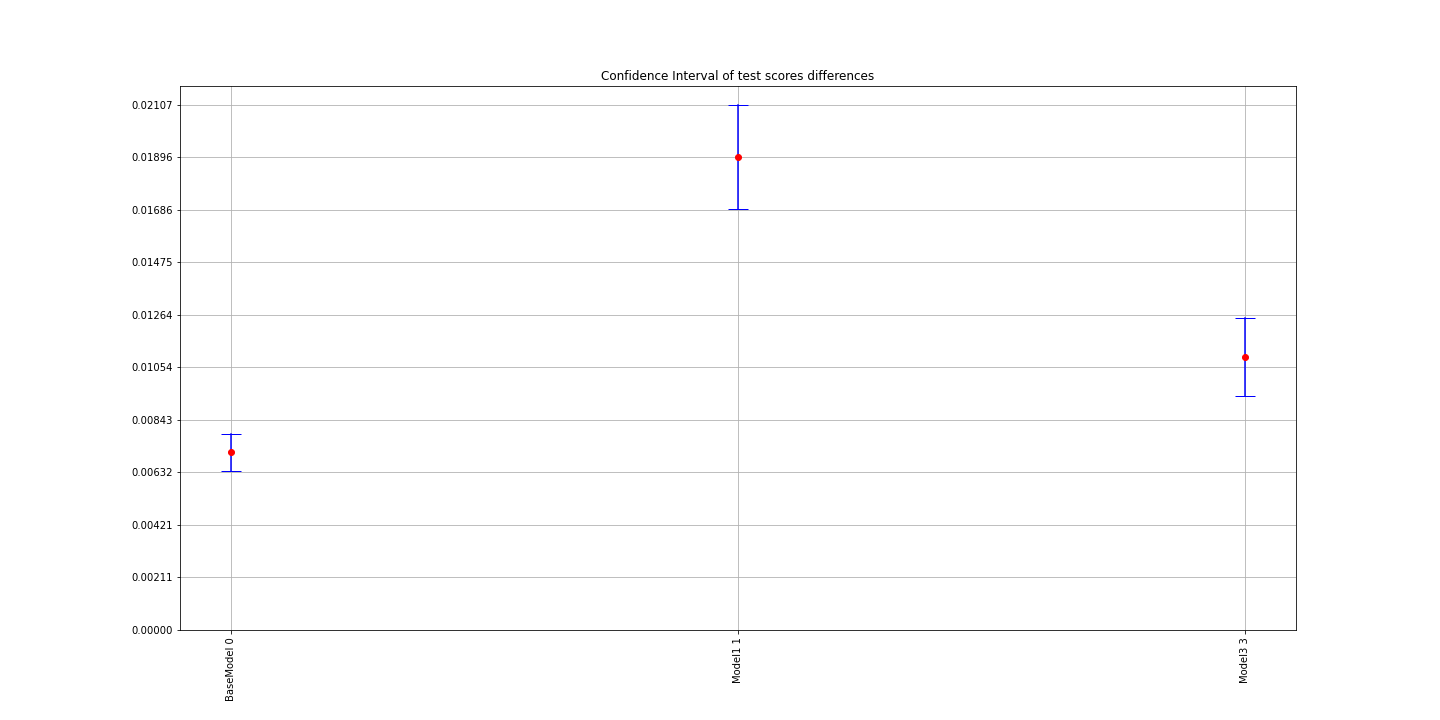 Confidence Interval of test scores differences
0.02107
0.01896
0.01686
0.01475
0.01264
0.01054
0.00843
0.00632
0.00421
0.00211
0.00000
BaseModel 0
Model1 1
Model3 3